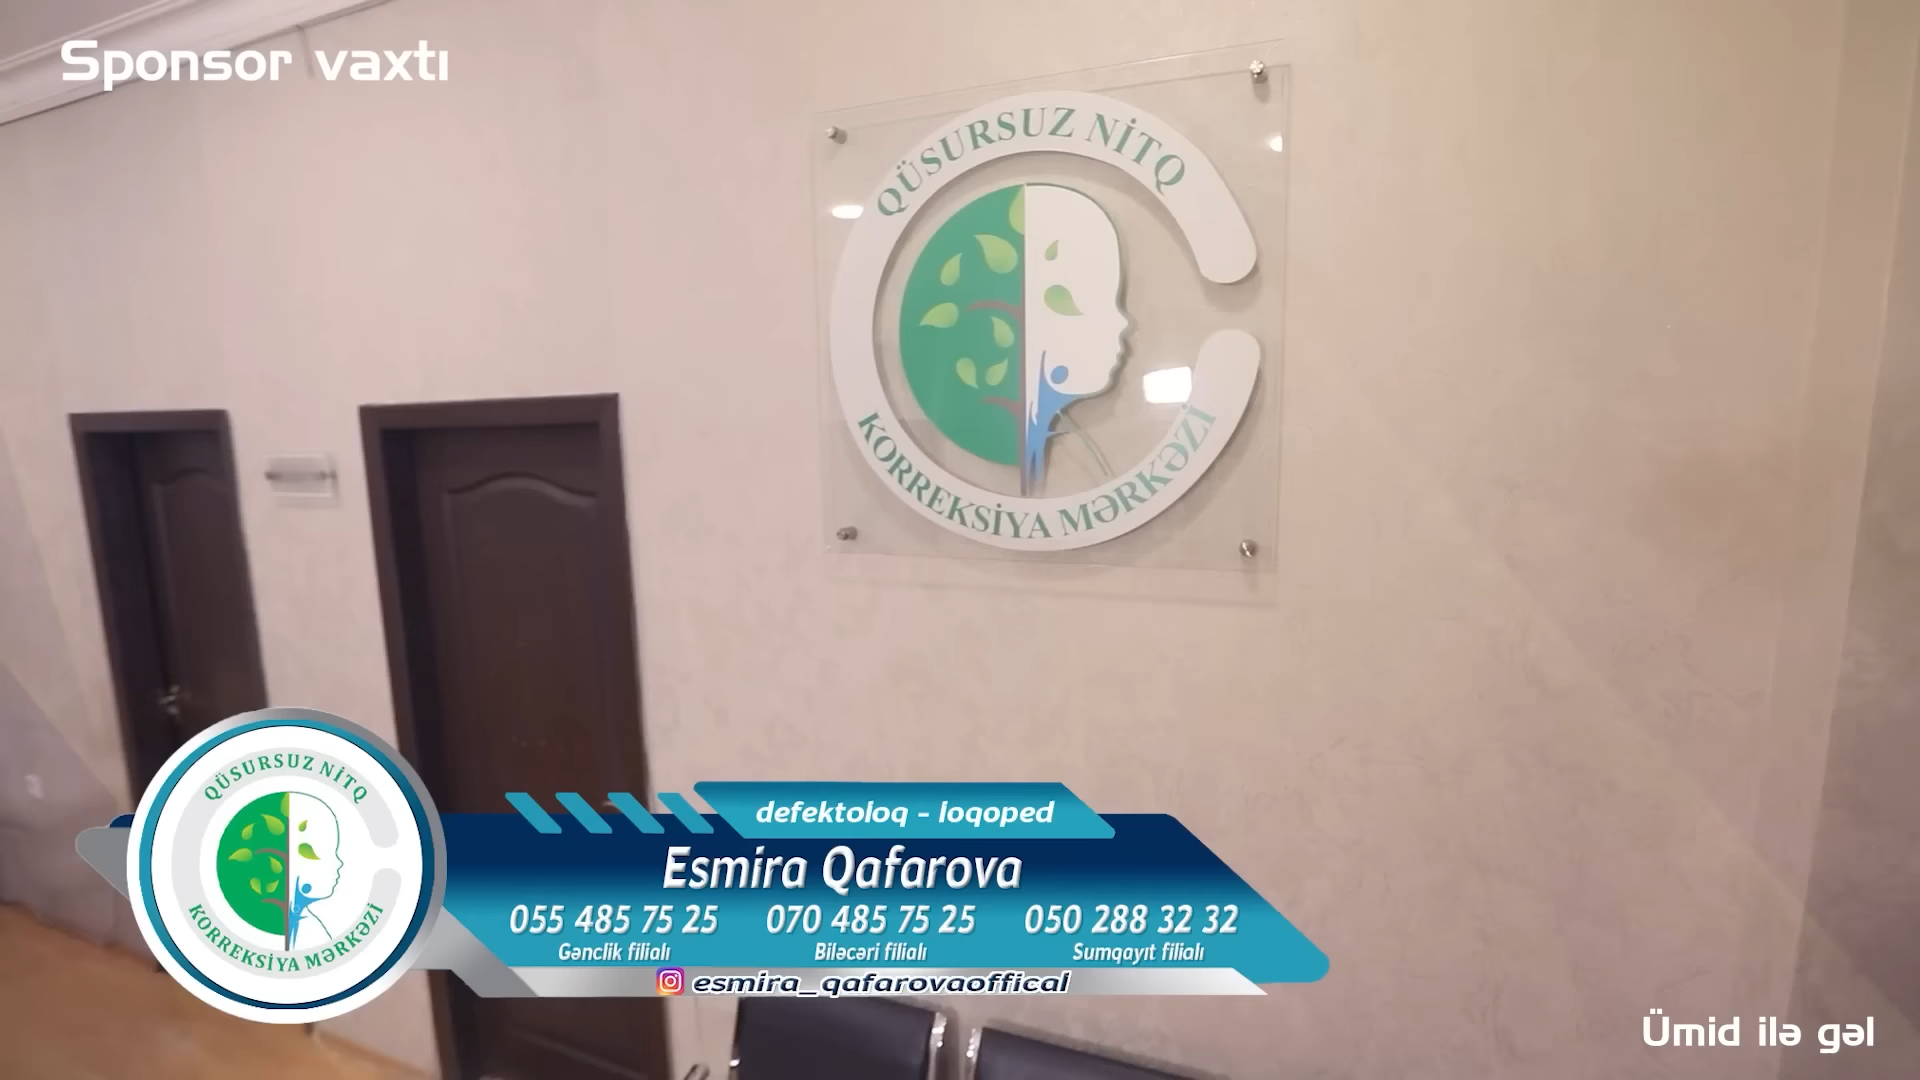 Sponsor vaxtı
QÜSURSUZ NİTQ
KORREKSİYA MƏRKƏZİ
QÜSURSUZ NİTQ
KORREKSİYA MƏRKƏZİ
defektoloq - loqoped
Esmira Qafarova
055 485 75 25 070 485 75 25 050 288 32 32
Gənclik filialı Biləcəri filialı Sumqayıt filialı
esmira_qafarovaoffical
Ümid ilə gəl